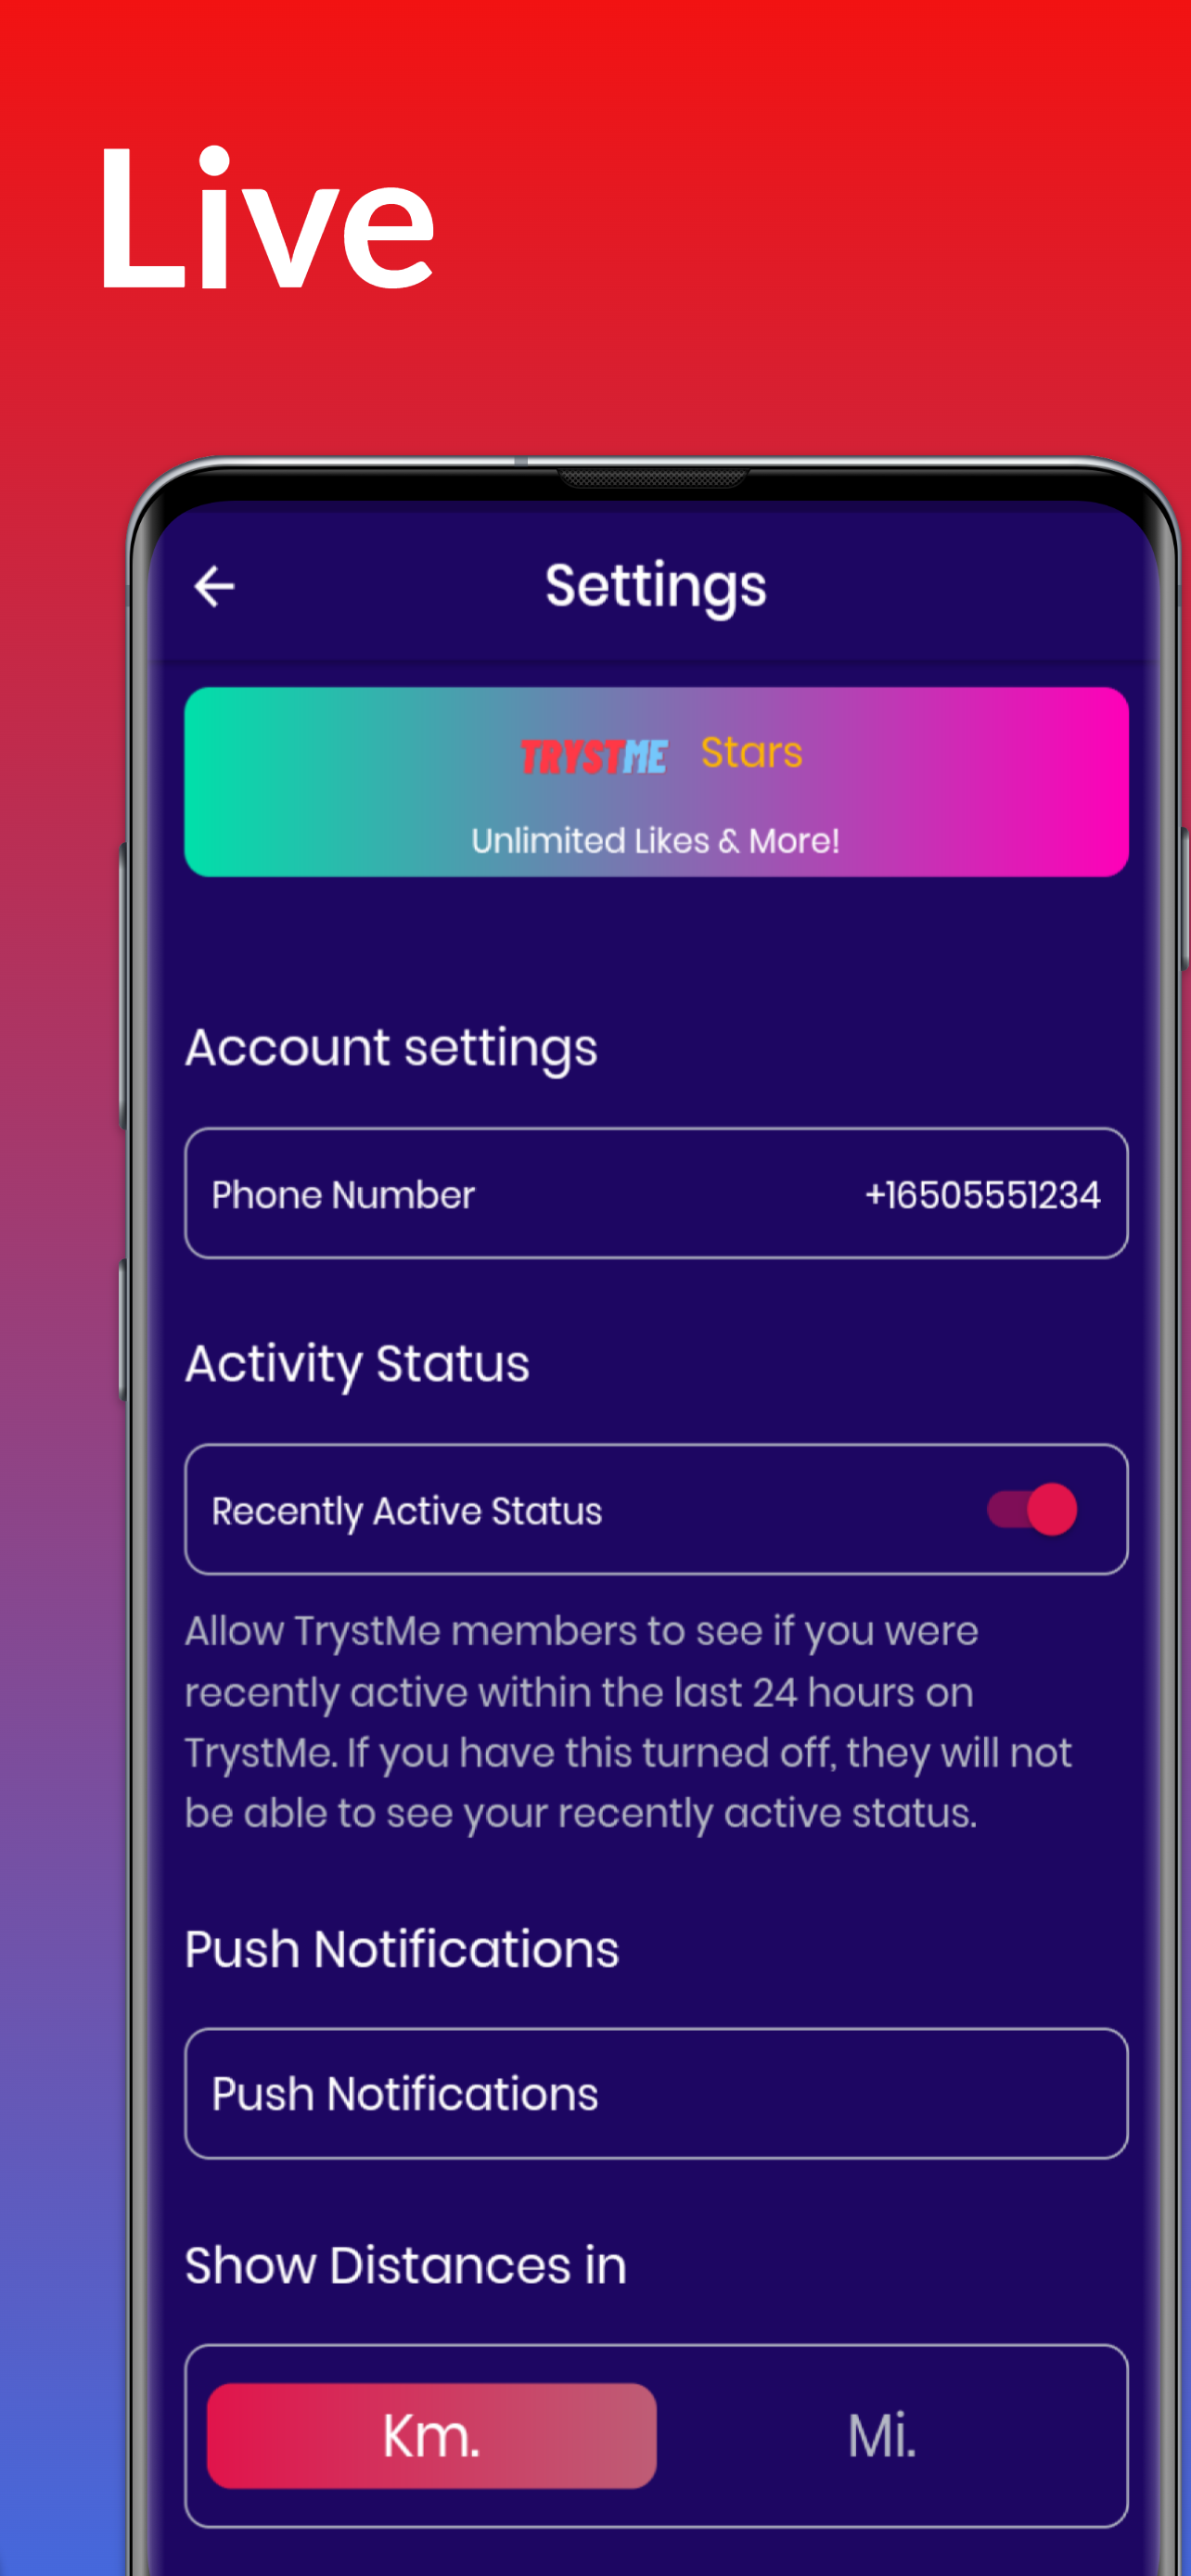 Live
Settings
TRYSTME Stars
Unlimited Likes & More!
Account settings
Phone Number +16505551234
Activity Status
Recently Active Status
Allow TrystMe members to see if you were
recently active within the last 24 hours on
TrystMe. If you have this turned off, they will not
be able to see your recently active status.
Push Notifications
Push Notifications
Show Distances in
Km. Mi.